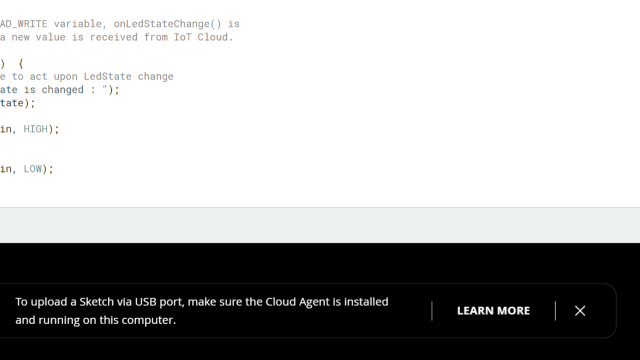 AD_WRITE variable, onLedStateChange() is
a new value is received from IoT Cloud.
) {
e to act upon LedState change
ate is changed : ");
tate);
in, HIGH);
in, LOW);
To upload a Sketch via USB port, make sure the Cloud Agent is installed
and running on this computer.
LEARN MORE